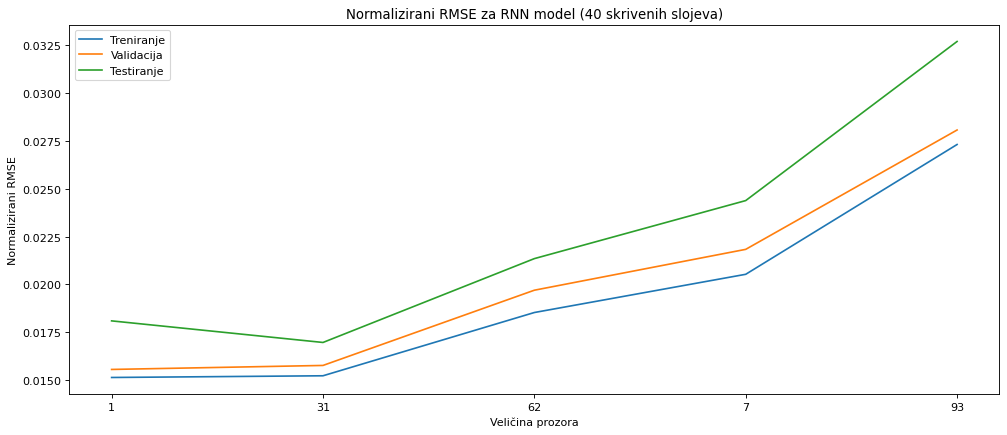 Normalizirani RMSE za RNN model (40 skrivenih slojeva)
Treniranje
Validacija
Testiranje
Normalizirani RMSE
0.0325
0.0300
0.0275
0.0250
0.0225
0.0200
0.0175
0.0150
1 31 62 7 93
Veličina prozora